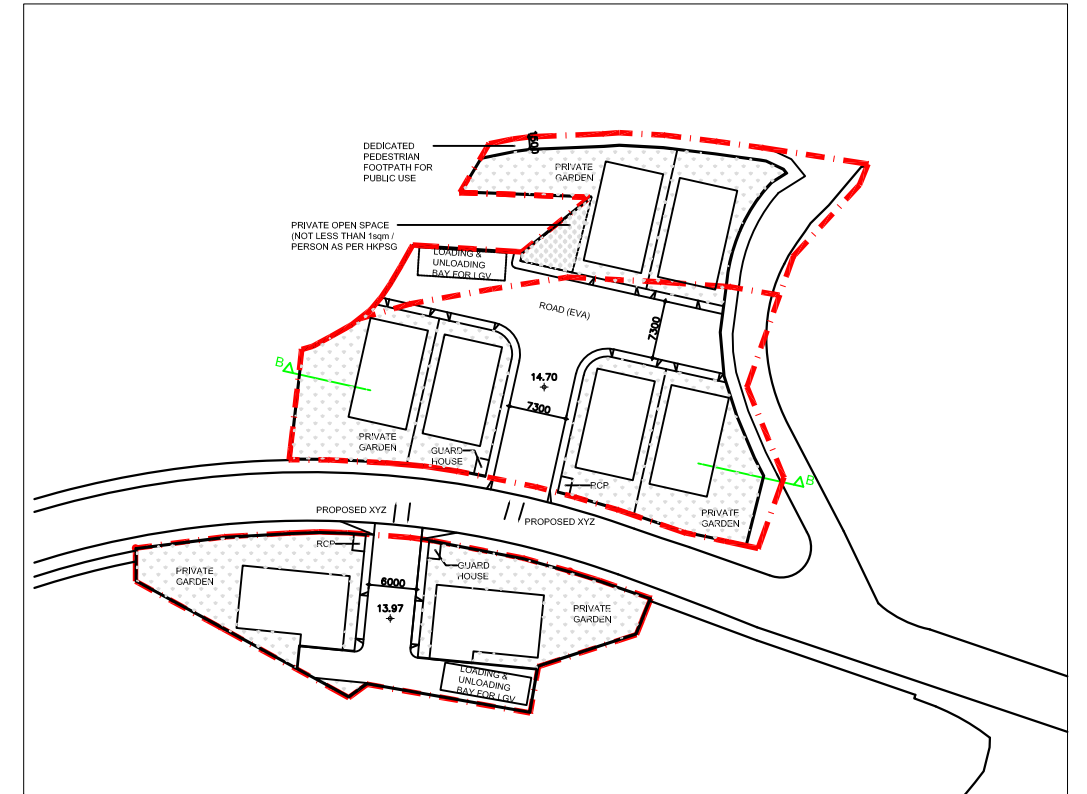 1500
DEDICATED
PEDESTRIAN
FOOTPATH FOR
PUBLIC USE
PRIVATE
GARDEN
PRIVATE OPEN SPACE
(NOT LESS THAN 1sqm /
PERSON AS PER HKPSG
LOADING &
UNLOADING
BAY FOR LGV
ROAD (EVA)
7300
B
14.70
7300
B
PRIVATE
GARDEN
GUARD
HOUSE
RCP
PRIVATE
GARDEN
PROPOSED XYZ
PROPOSED XYZ
RCP
GUARD
HOUSE
PRIVATE
GARDEN
6000
13.97
PRIVATE
GARDEN
LOADING &
UNLOADING
BAY FOR LGV